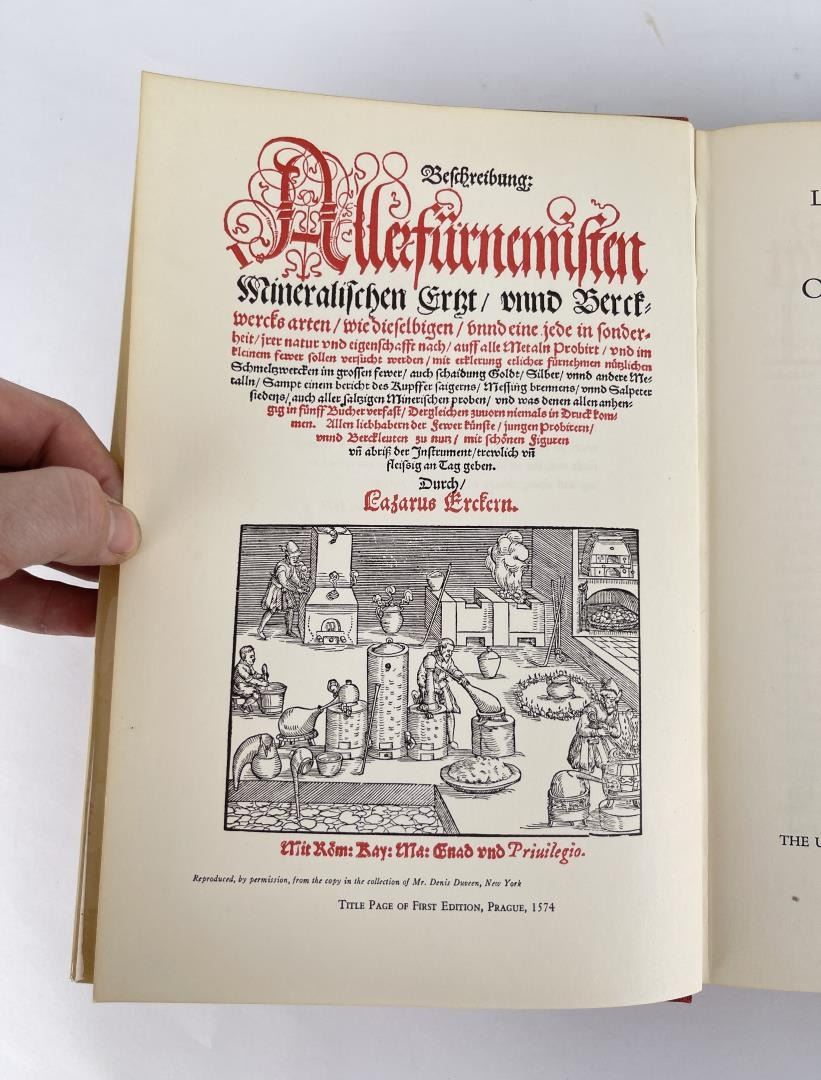 Beschreibung:
Allerfürnemisten
Mineralischen Ertzt/ vnnd Berck-
wercks arten/ wie dieselbigen/ vnnd eine jede in sonder-
heit/ jrer natur vnd eigenschafft nach/ auff alle Metaln Probirt/ vnd im
kleinem fewer sollen versucht werden/ mit erklerung etlicher fürnehmen nützlichen
Schmeltzwercken im grossen fewer/ auch schaidung Goldt/ Silber/ vnnd andere Me-
talln/ Sampt einem bericht des Kupffer saigerns/ Messing brennens/ vnnd Salpeter
siedens/ auch aller saltzigen Minerischen proben/ vnd was denen allen anhen-
gig in fünff Bücher verfast/ Dergleichen zuuorn niemals in Druck kom-
men. Allen liebhabern der Fewer künste/ jungen Probirern/
vnnd Berckleuten zu nutz/ mit schönen Figuren
vñ abriß der Instrument/ trewlich vñ
fleissig an Tag geben.
Durch/
Lazarus Erckern.
Mit Röm: Kay: Ma: Gnad vnd Priuilegio.
Reproduced, by permission, from the copy in the collection of Mr. Denis Duveen, New York
TITLE PAGE OF FIRST EDITION, PRAGUE, 1574
L
O
THE U